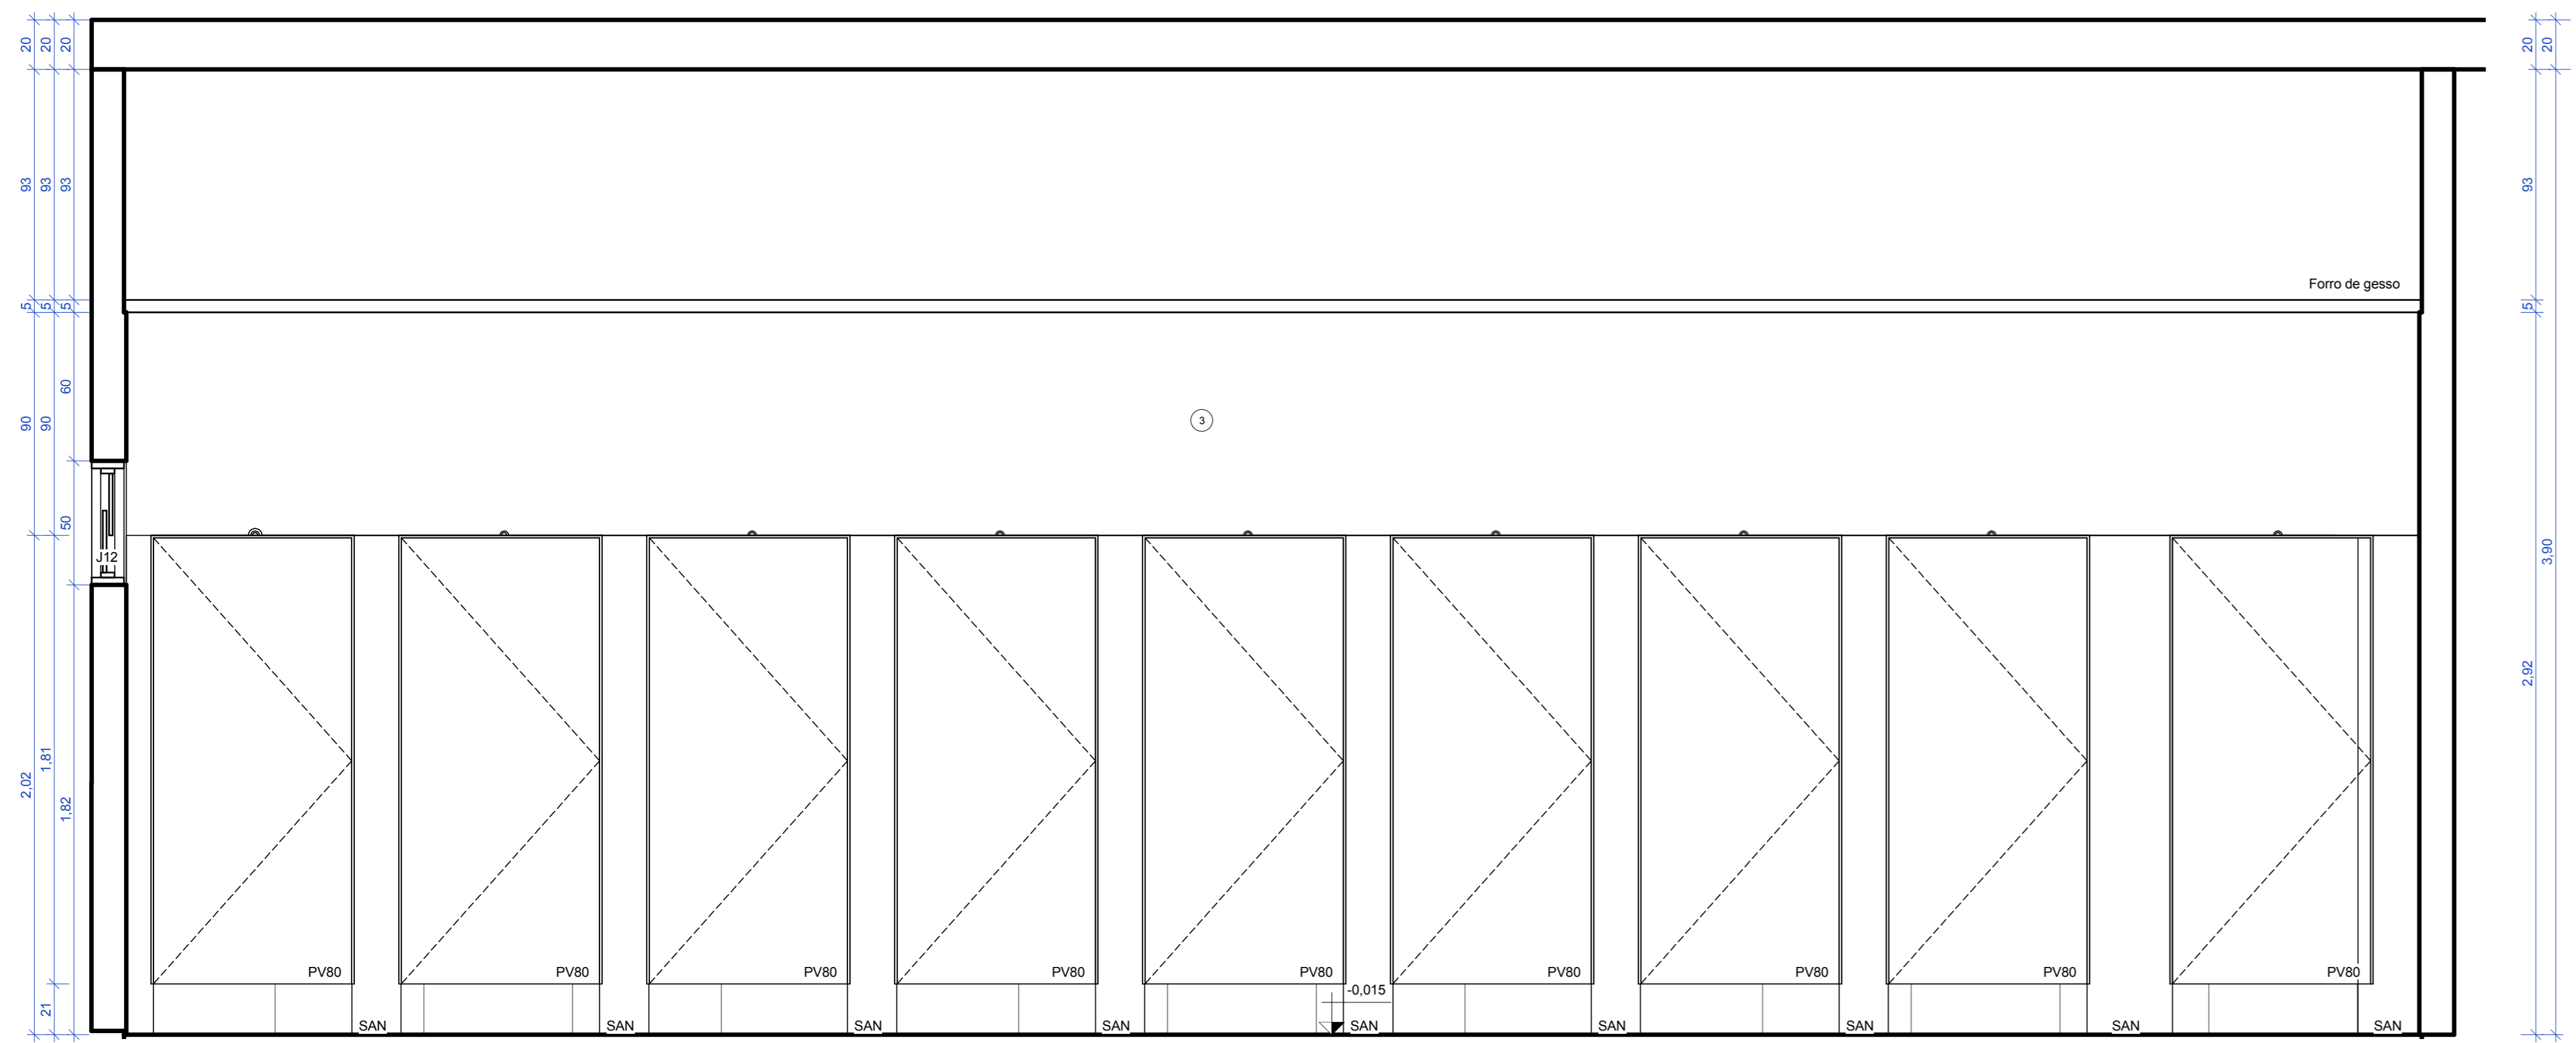 20 20 20
20 20
93 93 93
93
Forro de gesso
5 5 5
5
60
90 90
3
50
J12
3,90
2,92
1,81
2,02
1,82
PV80 PV80 PV80 PV80 PV80 PV80 PV80 PV80 PV80
-0,015
21
SAN SAN SAN SAN SAN SAN SAN SAN SAN